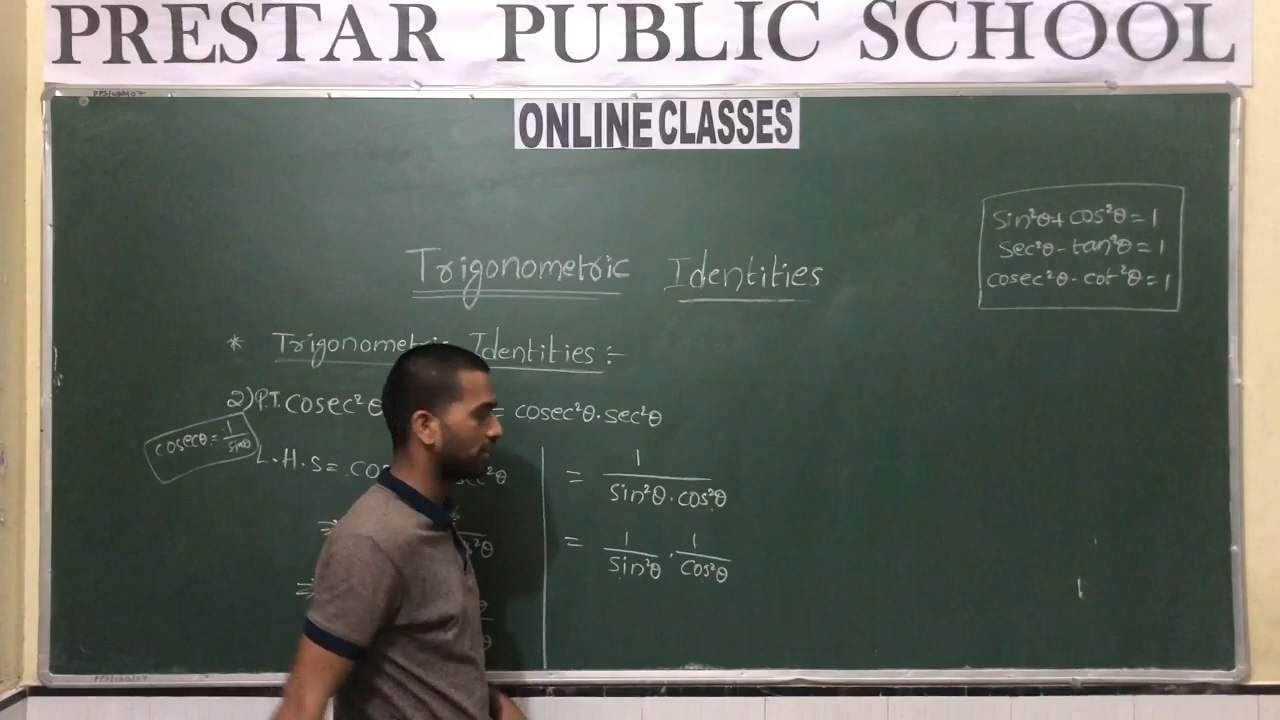 PRESTAR PUBLIC SCHOOL
ONLINE CLASSES
Sin²θ + cos²θ = 1
Sec²θ - tan²θ = 1
cosec²θ - cot²θ = 1
Trigonometric Identities
* Trigonometric Identities :-
2) P.T. cosec²θ = cosec²θ . sec²θ
cosecθ = 1/sinθ
L.H.S =
= 1/(sin²θ . cos²θ)
= 1/sin²θ . 1/cos²θ